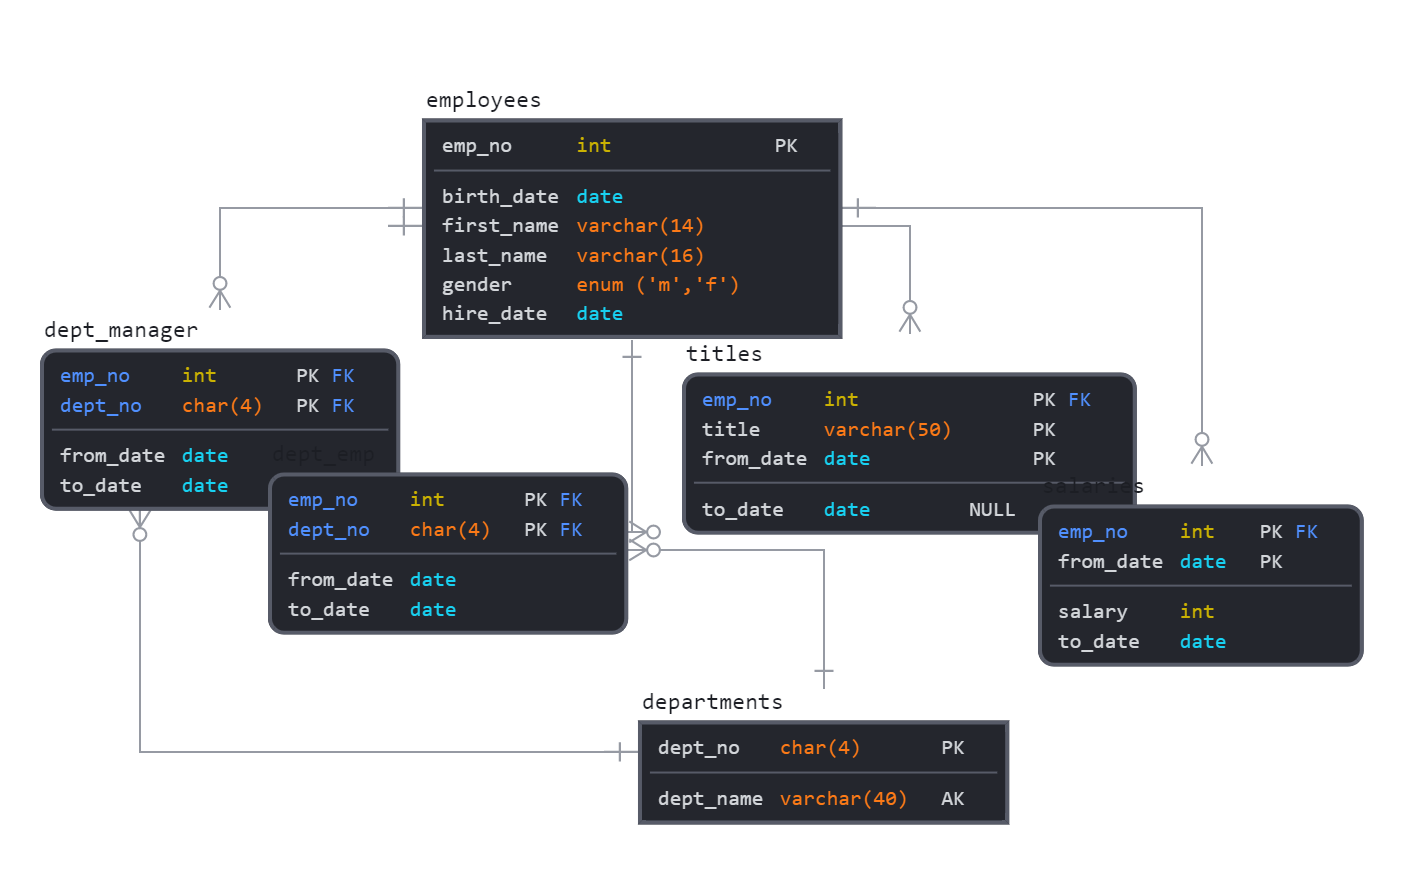 employees
emp_no int PK
birth_date date
first_name varchar(14)
last_name varchar(16)
gender enum ('m','f')
hire_date date
dept_manager
emp_no int PK FK
dept_no char(4) PK FK
from_date date
to_date date
dept_emp
emp_no int PK FK
dept_no char(4) PK FK
from_date date
to_date date
titles
emp_no int PK FK
title varchar(50) PK
from_date date PK
to_date date NULL
salaries
emp_no int PK FK
from_date date PK
salary int
to_date date
departments
dept_no char(4) PK
dept_name varchar(40) AK